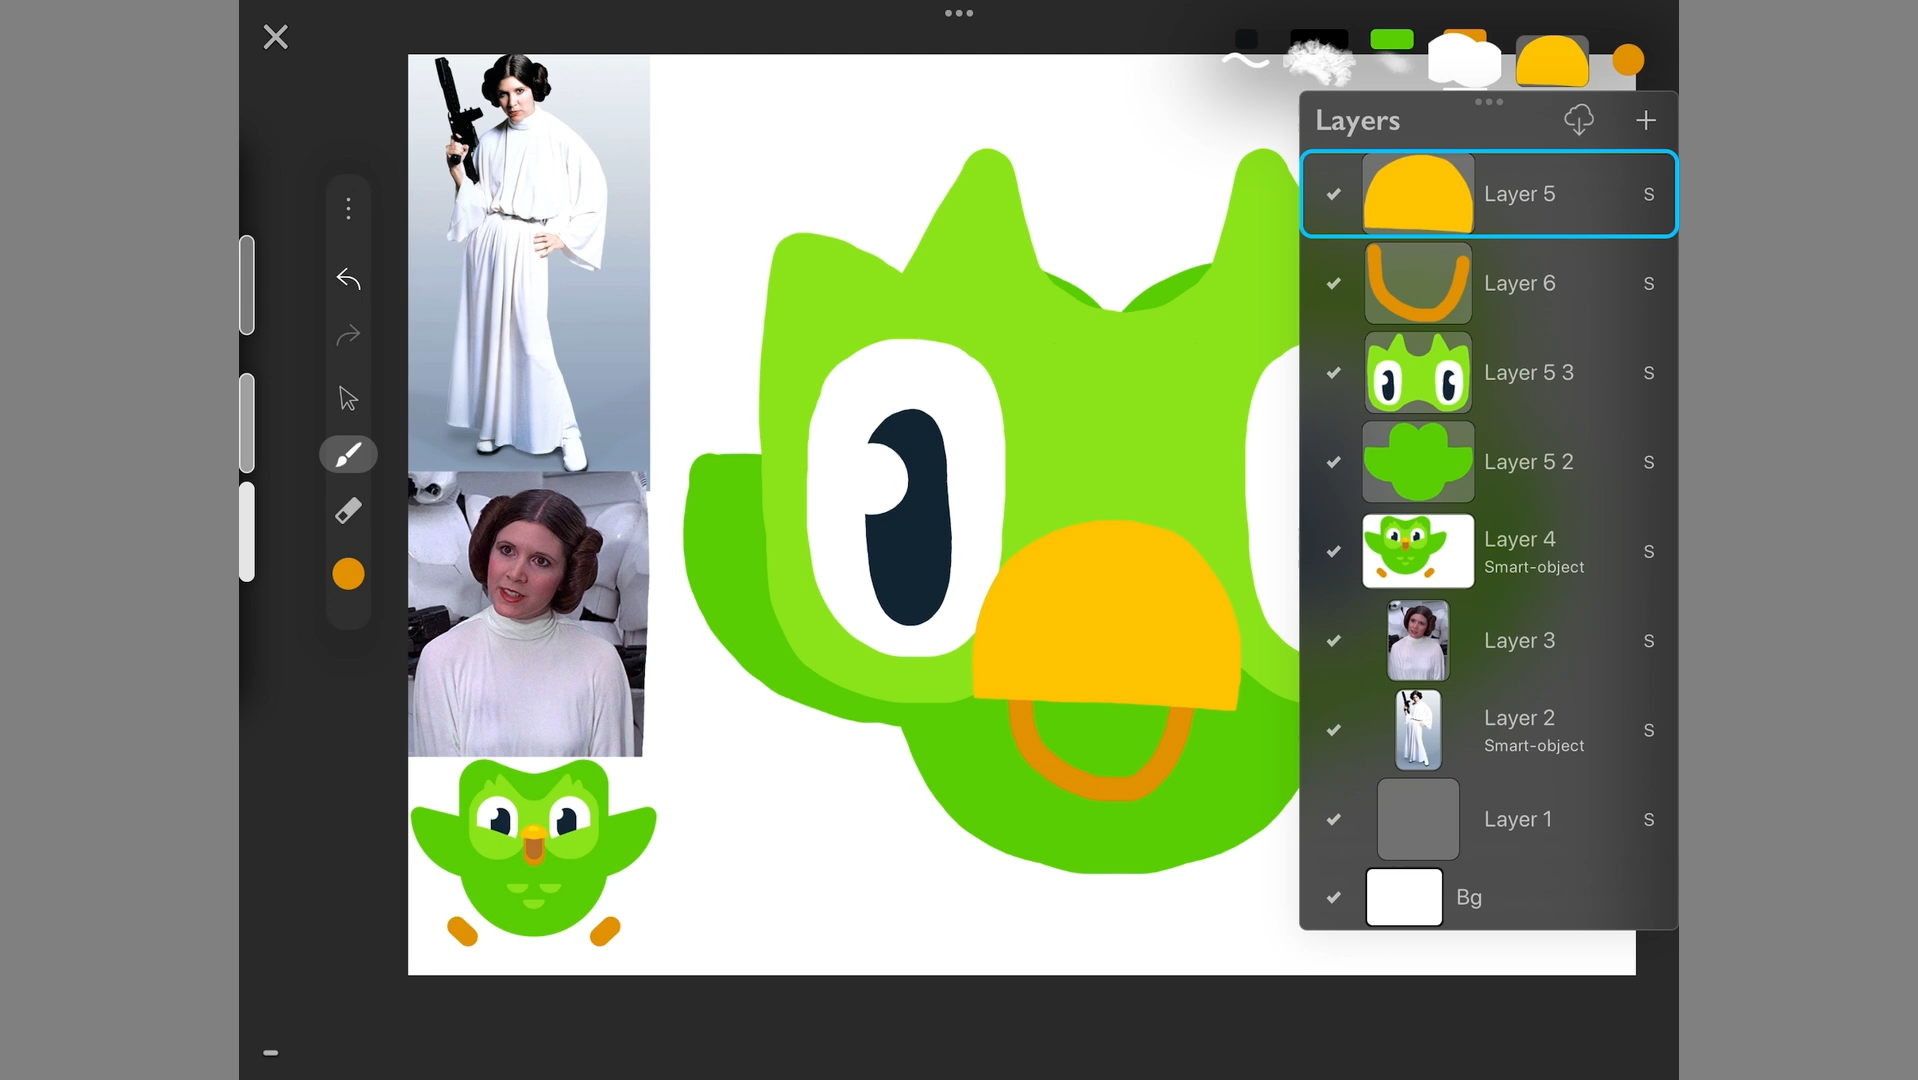 Layers
Layer 5 S
Layer 6 S
Layer 5 3 S
Layer 5 2 S
Layer 4 S
Smart-object
Layer 3 S
Layer 2 S
Smart-object
Layer 1 S
Bg